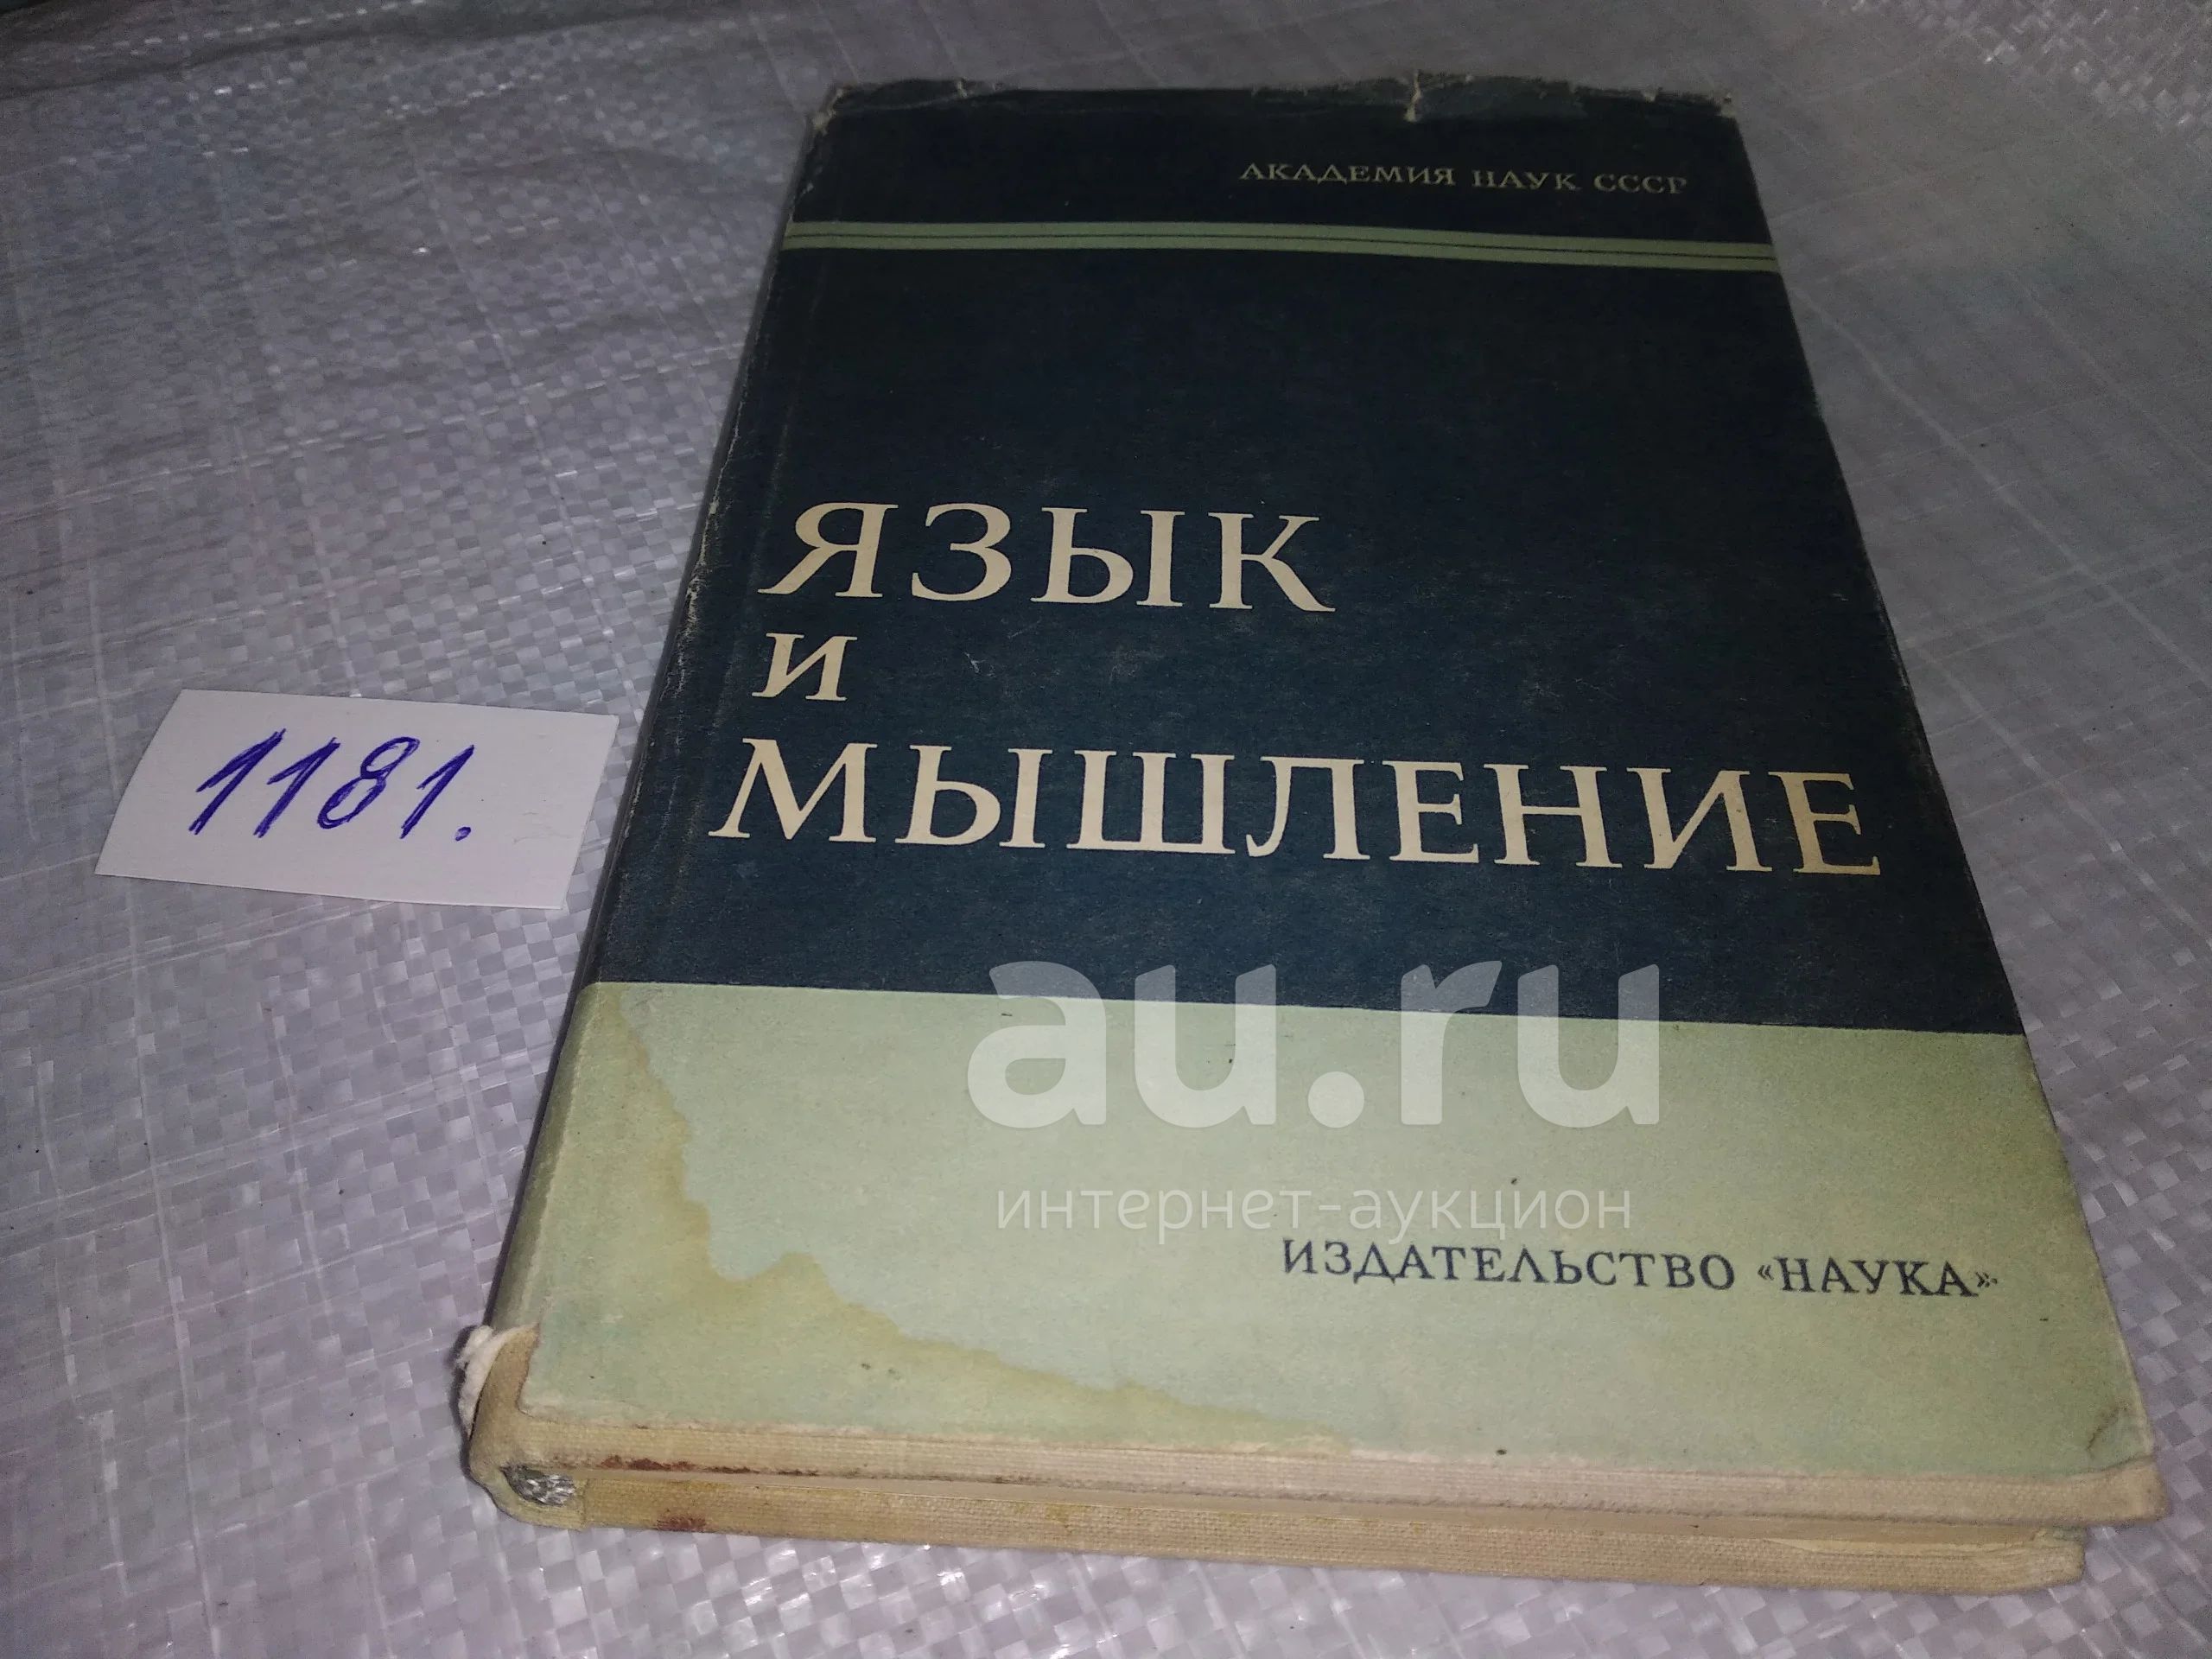 АКАДЕМИЯ НАУК СССР
ЯЗЫК
И
МЫШЛЕНИЕ
1181.
au.ru
интернет-аукцион
ИЗДАТЕЛЬСТВО «НАУКА»